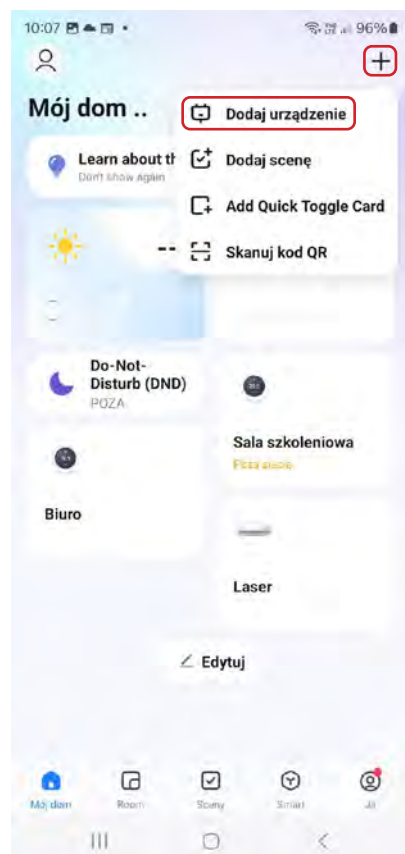 10:07
96%
Mój dom ..
Dodaj urządzenie
Learn about th
Don't show again
Dodaj scenę
Add Quick Toggle Card
--
Skanuj kod QR
Do-Not-
Disturb (DND)
POZA
Sala szkoleniowa
Biuro
Laser
Edytuj
Mój dom
Room
Sceny
Smart
Ja